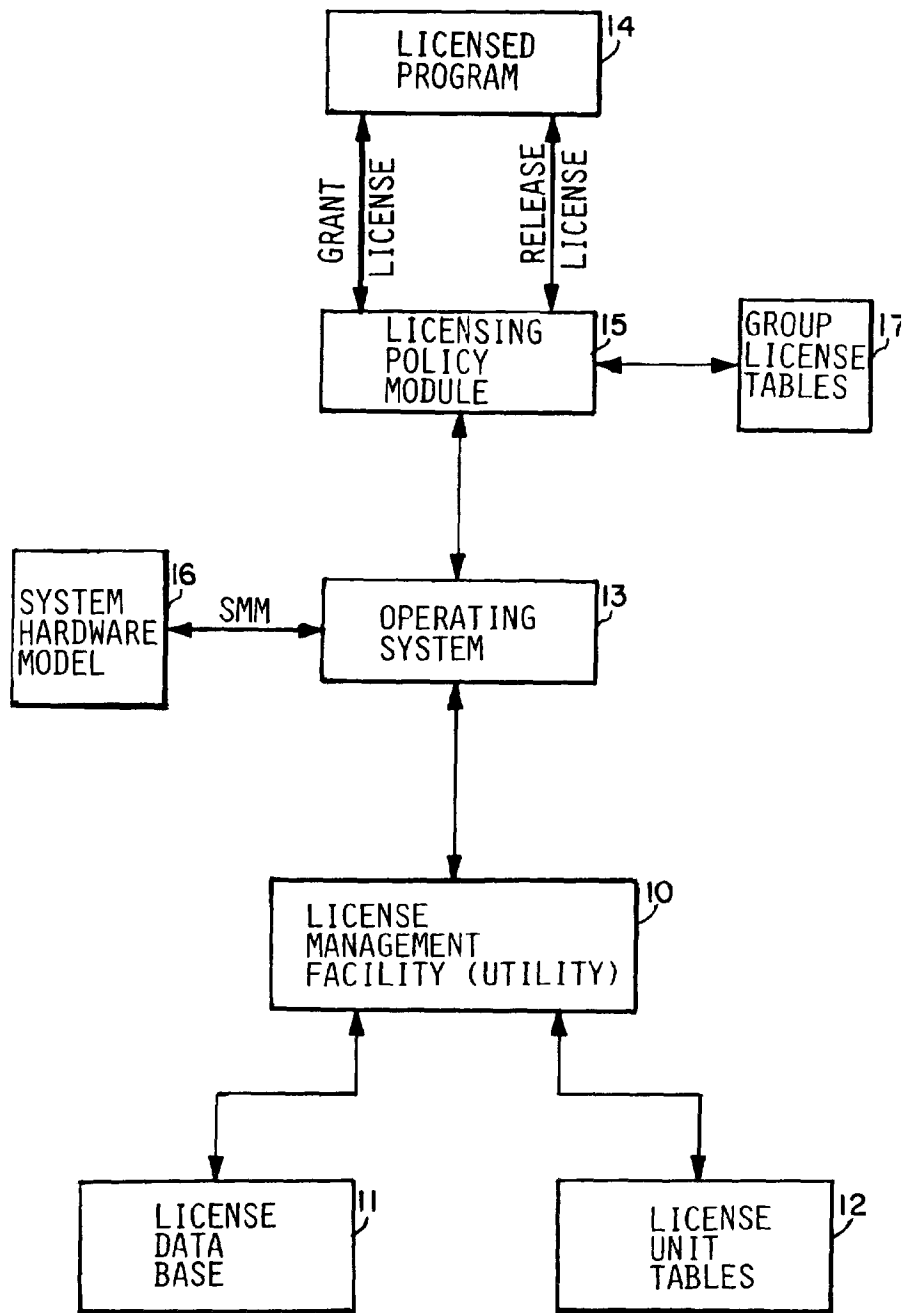 LICENSED
PROGRAM
14
GRANT
LICENSE
RELEASE
LICENSE
LICENSING
POLICY
MODULE
15
GROUP
LICENSE
TABLES
17
SYSTEM
HARDWARE
MODEL
16
SMM
OPERATING
SYSTEM
13
LICENSE
MANAGEMENT
FACILITY (UTILITY)
10
LICENSE
DATA
BASE
11
LICENSE
UNIT
TABLES
12